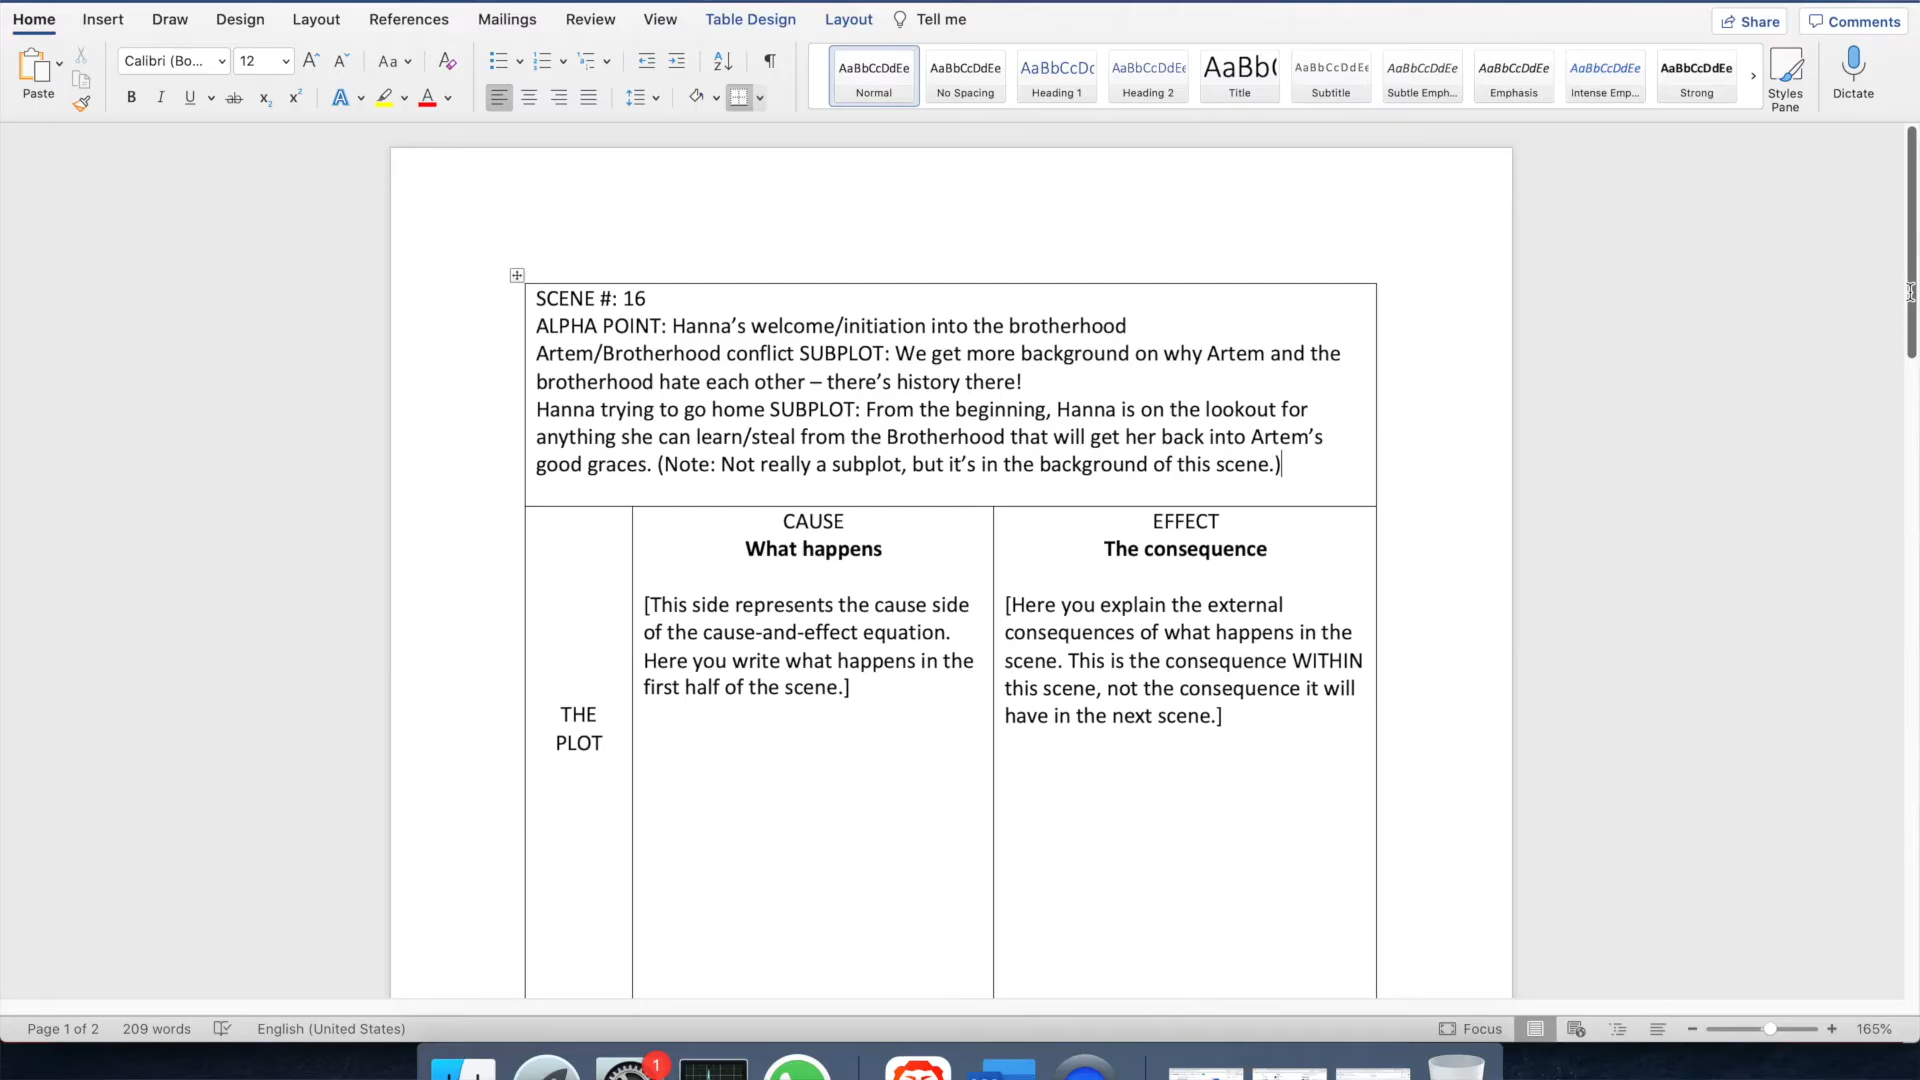 Home Insert Draw Design Layout References Mailings Review View Table Design Layout Tell me Share Comments
Paste Calibri (Bo... 12 Aa
AaBbCcDdEe AaBbCcDdEe AaBbCcDc AaBbCcDdEe AaBb( AaBbCcDdEe AaBbCcDdEe AaBbCcDdEe AaBbCcDdEe AaBbCcDdEe
Normal No Spacing Heading 1 Heading 2 Title Subtitle Subtle Emph... Emphasis Intense Emp... Strong Styles Pane Dictate
SCENE #: 16
ALPHA POINT: Hanna’s welcome/initiation into the brotherhood
Artem/Brotherhood conflict SUBPLOT: We get more background on why Artem and the
brotherhood hate each other – there’s history there!
Hanna trying to go home SUBPLOT: From the beginning, Hanna is on the lookout for
anything she can learn/steal from the Brotherhood that will get her back into Artem’s
good graces. (Note: Not really a subplot, but it’s in the background of this scene.)
CAUSE
What happens
[This side represents the cause side
of the cause-and-effect equation.
Here you write what happens in the
first half of the scene.]
EFFECT
The consequence
[Here you explain the external
consequences of what happens in the
scene. This is the consequence WITHIN
this scene, not the consequence it will
have in the next scene.]
THE
PLOT
Page 1 of 2 209 words English (United States) Focus 165%
1